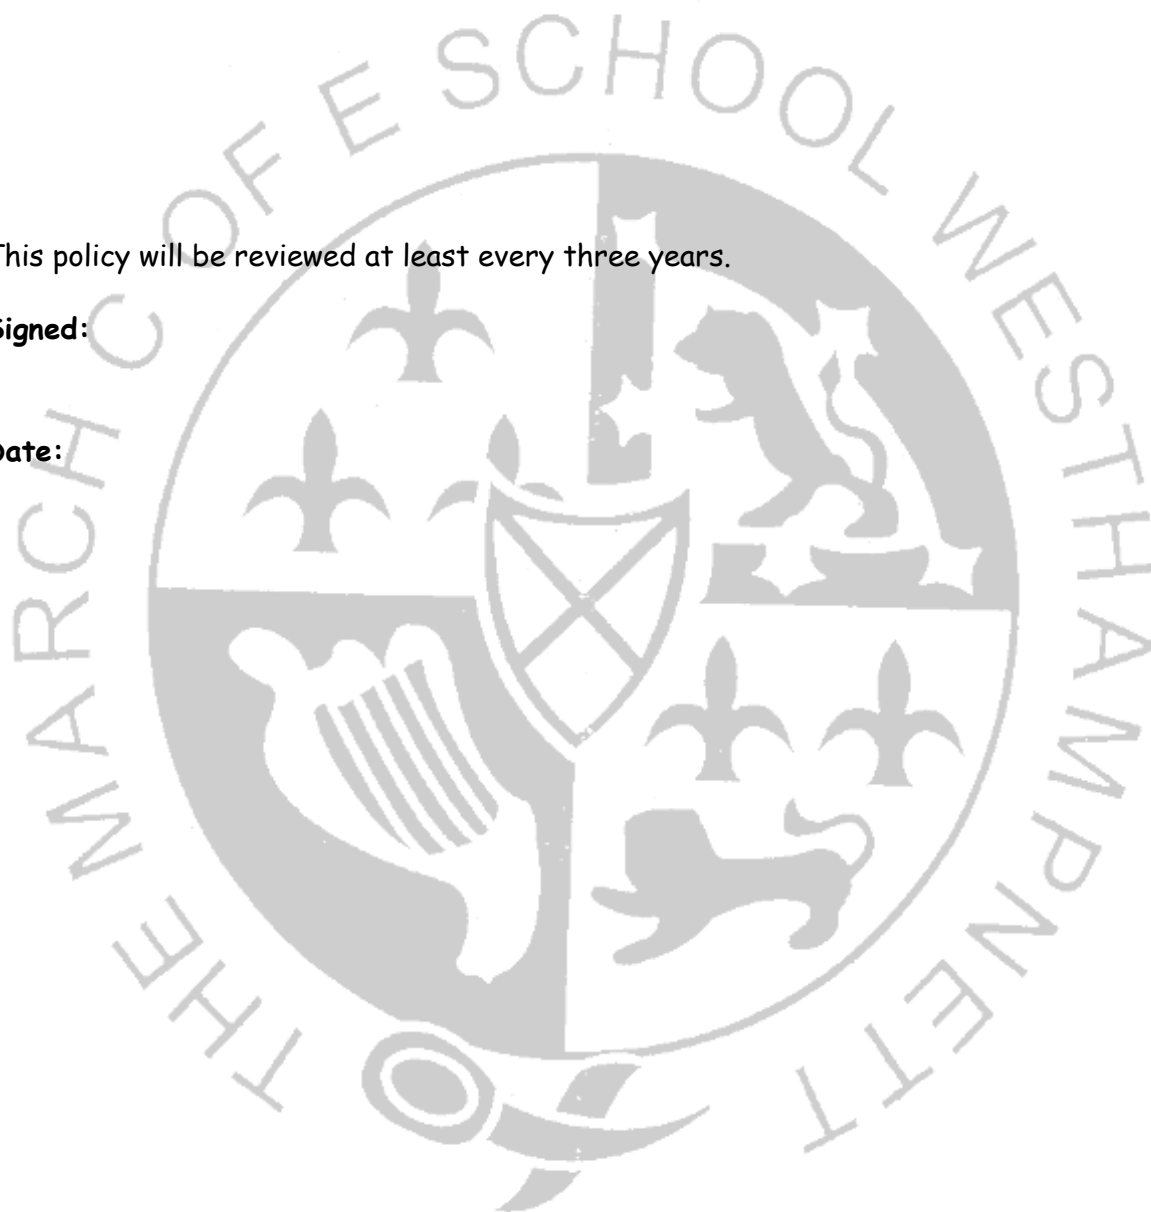 THE MARCH C OF E SCHOOL WESTHAMPNETT
This policy will be reviewed at least every three years.
Signed:
Date: